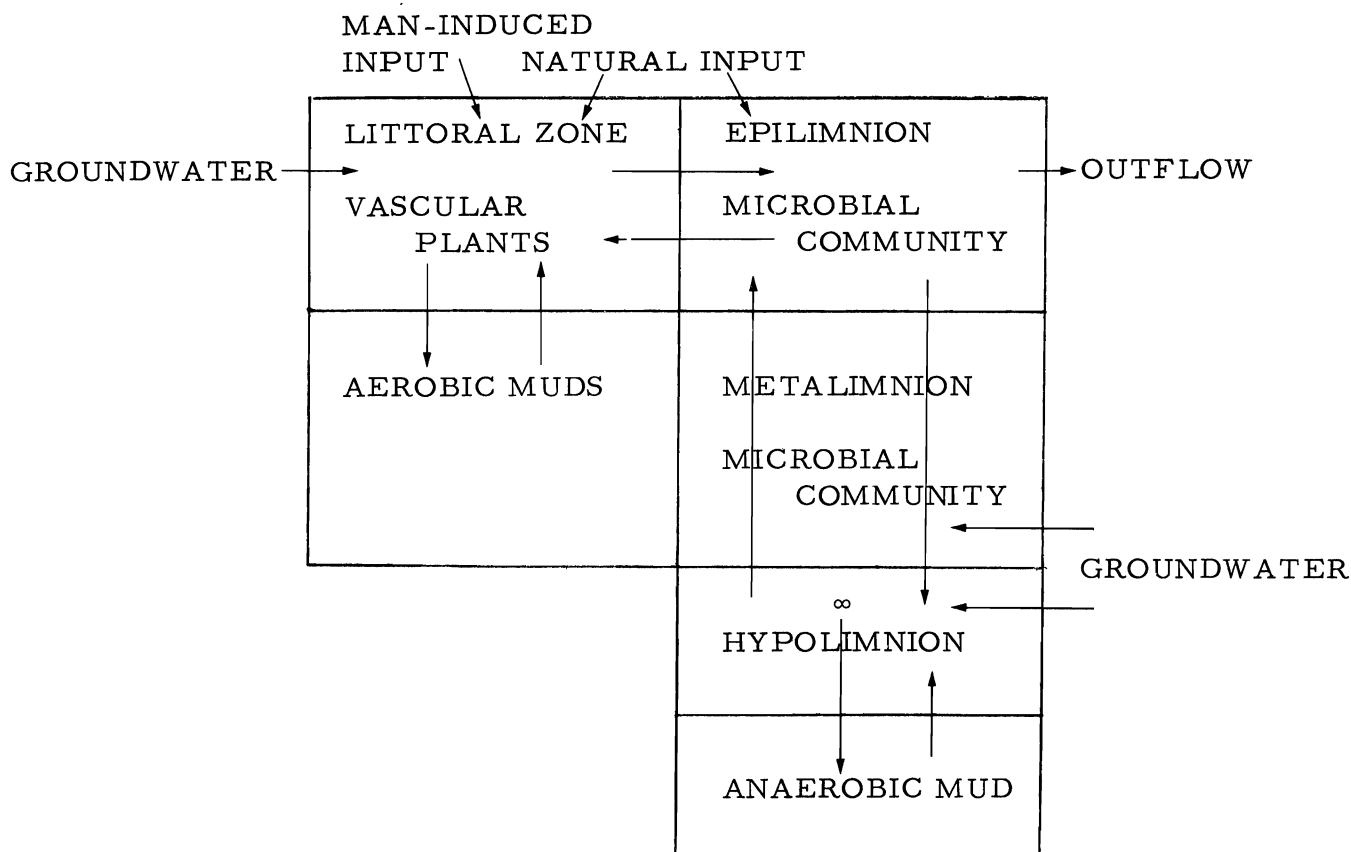 MAN-INDUCED
INPUT NATURAL INPUT
LITTORAL ZONE EPILIMNION
GROUNDWATER OUTFLOW
VASCULAR MICROBIAL
PLANTS COMMUNITY
AEROBIC MUDS METALIMNION
MICROBIAL
COMMUNITY
GROUNDWATER
∞
HYPOLIMNION
ANAEROBIC MUD